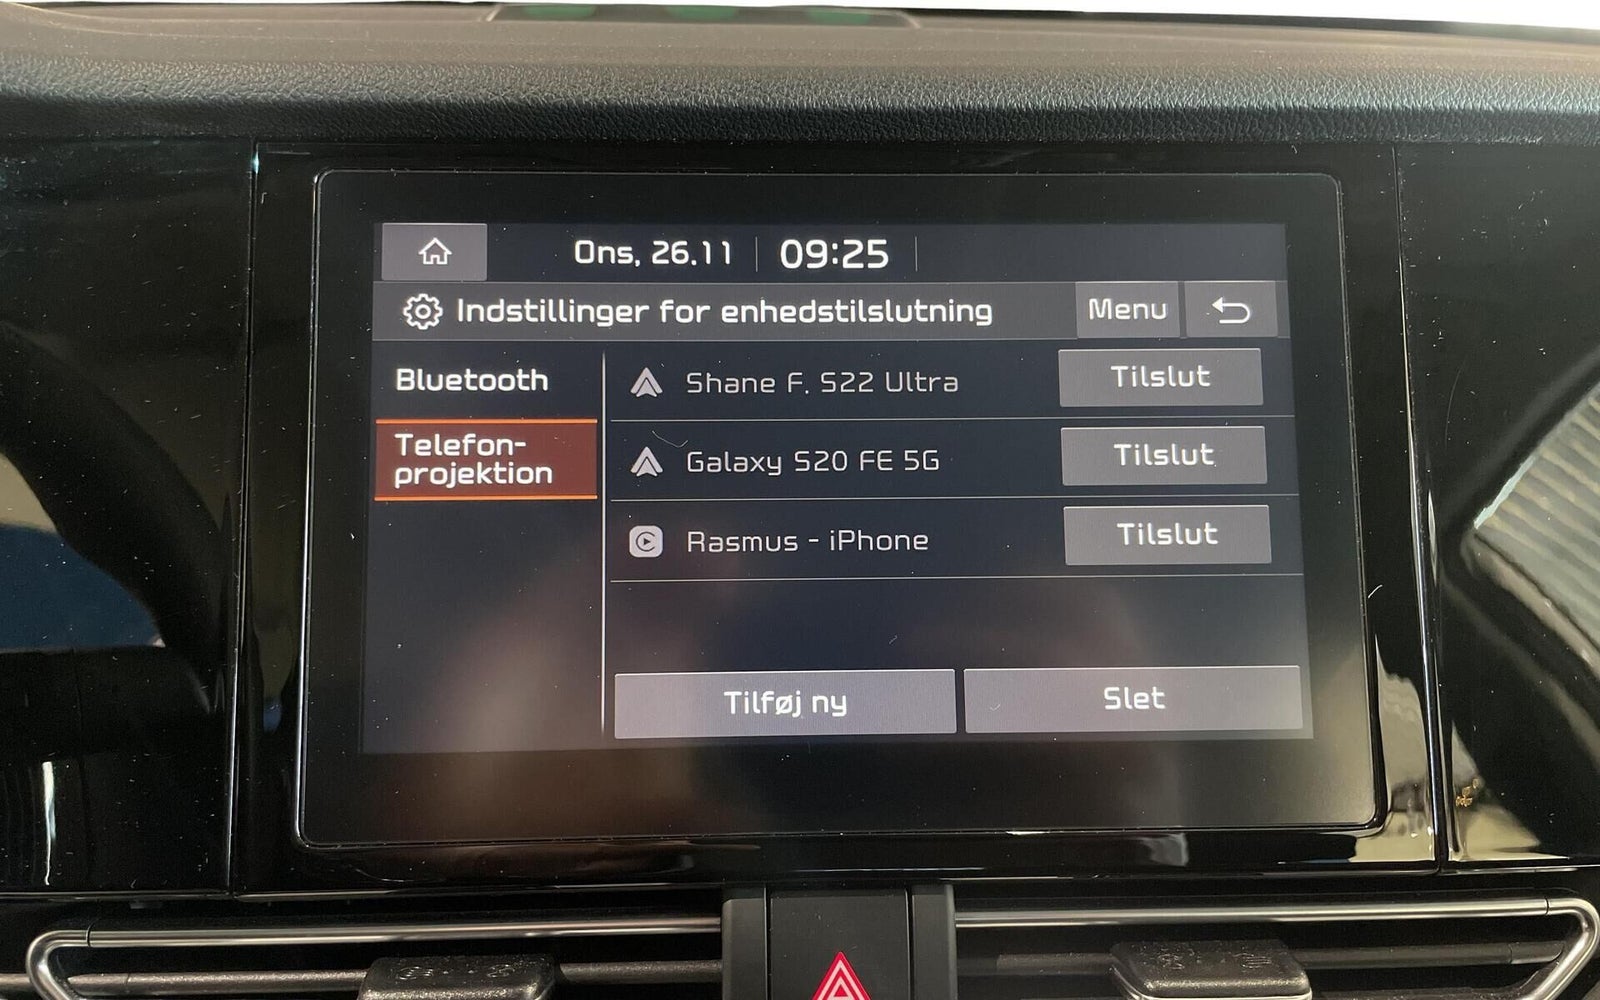 Ons, 26.11 09:25
Indstillinger for enhedstilslutning Menu
Bluetooth
Telefon-
projektion
Shane F. S22 Ultra Tilslut
Galaxy S20 FE 5G Tilslut
Rasmus - iPhone Tilslut
Tilføj ny Slet